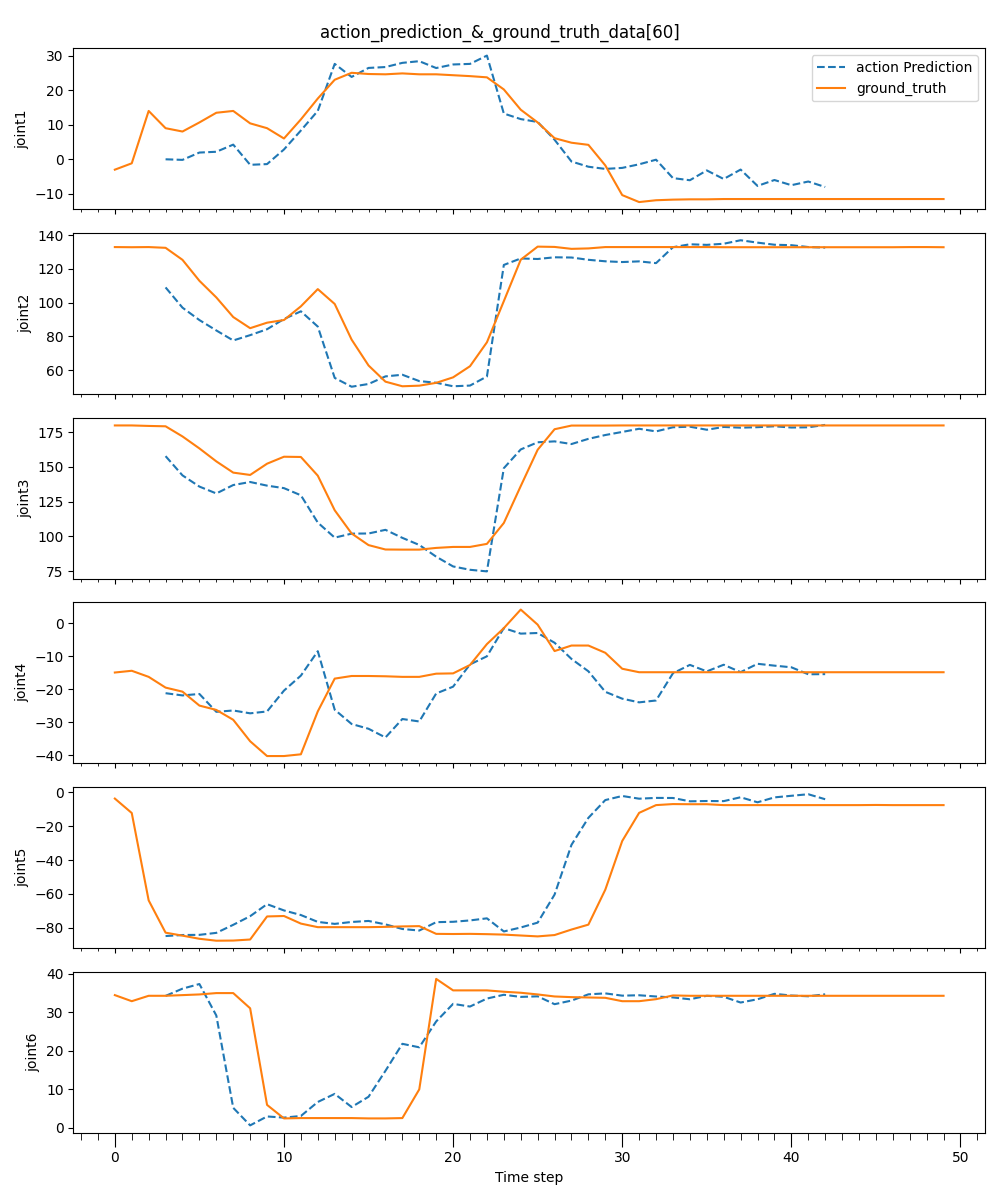 action_prediction_&_ground_truth_data[60]
30
20
10
0
−10
joint1
action Prediction
ground_truth
140
120
100
80
60
joint2
175
150
125
100
75
joint3
0
−10
−20
−30
−40
joint4
0
−20
−40
−60
−80
joint5
40
30
20
10
0
joint6
0 10 20 30 40 50
Time step